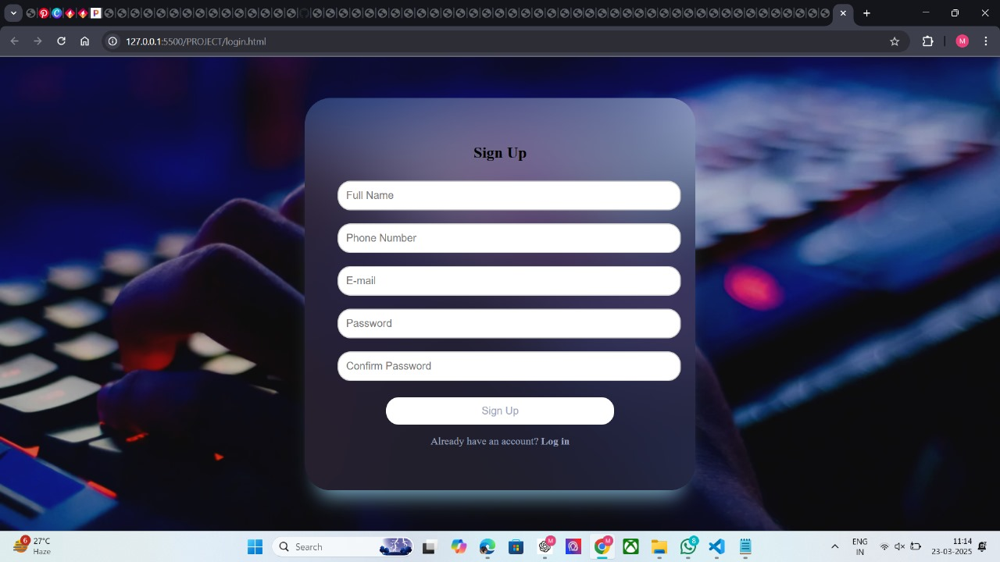 127.0.0.1:5500/PROJECT/login.html
M
Sign Up
Full Name
Phone Number
E-mail
Password
Confirm Password
Sign Up
Already have an account? Log in
6
27°C
Haze
Search
M
M
8
ENG
IN
11:14
23-03-2025